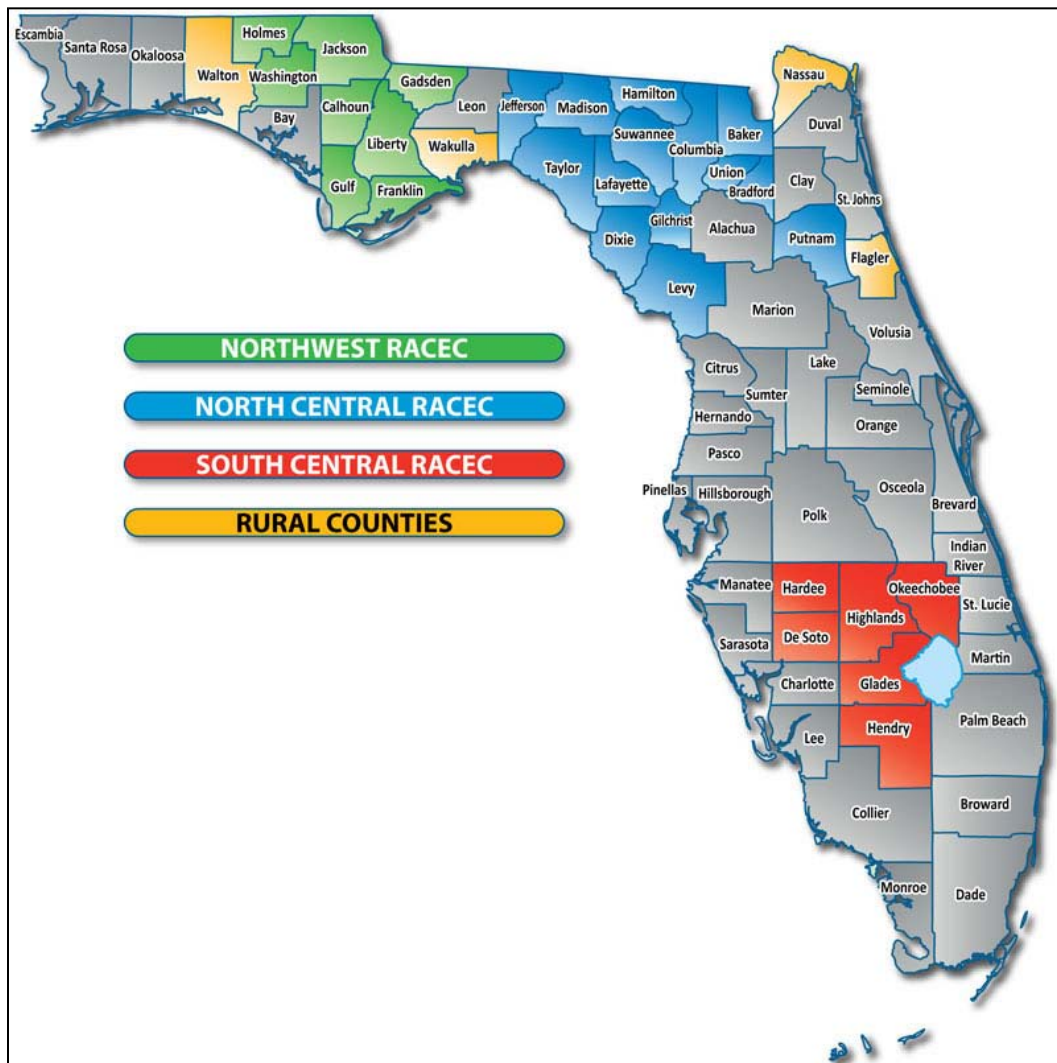 Escambia
Santa Rosa
Okaloosa
Walton
Holmes
Washington
Jackson
Bay
Calhoun
Gulf
Liberty
Franklin
Gadsden
Leon
Wakulla
Jefferson
Madison
Hamilton
Taylor
Suwannee
Lafayette
Columbia
Baker
Union
Bradford
Gilchrist
Dixie
Levy
Alachua
Nassau
Duval
Clay
St. Johns
Putnam
Flagler
Marion
Volusia
NORTHWEST RACEC
NORTH CENTRAL RACEC
SOUTH CENTRAL RACEC
RURAL COUNTIES
Citrus
Sumter
Lake
Seminole
Hernando
Orange
Pasco
Pinellas
Hillsborough
Polk
Osceola
Brevard
Indian
River
Manatee
Hardee
Highlands
Okeechobee
St. Lucie
Sarasota
De Soto
Martin
Charlotte
Glades
Lee
Hendry
Palm Beach
Collier
Broward
Monroe
Dade